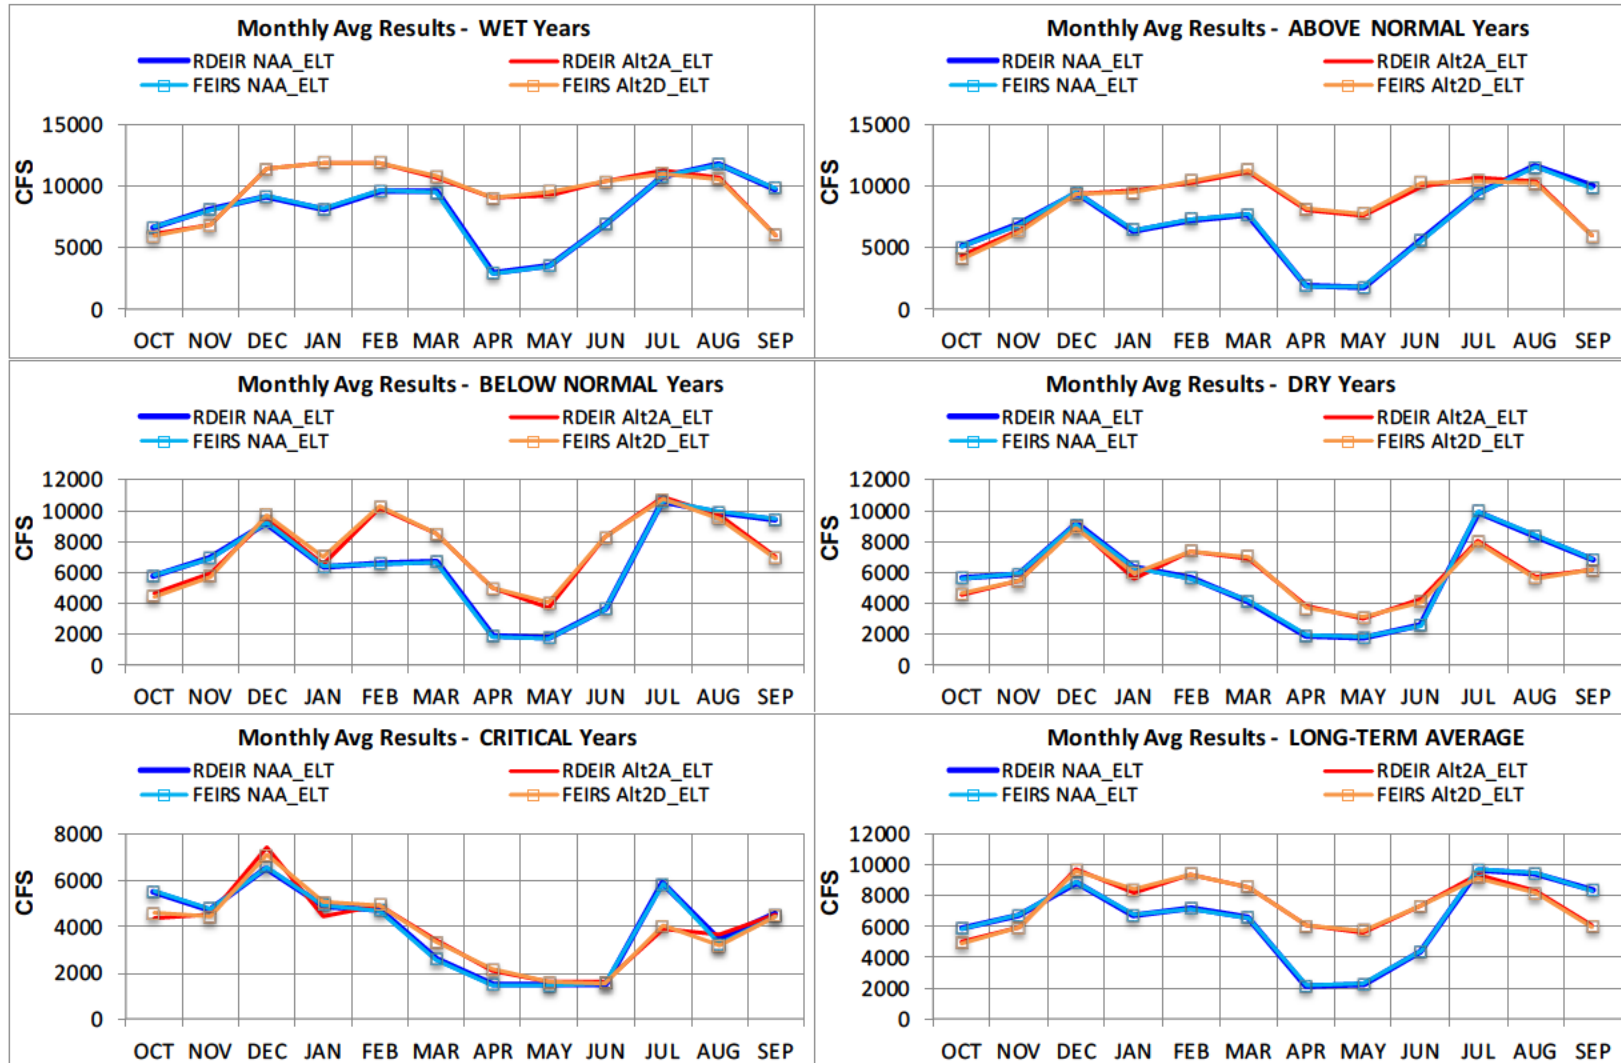 Monthly Avg Results - WET Years
RDEIR NAA_ELT RDEIR Alt2A_ELT
FEIRS NAA_ELT FEIRS Alt2D_ELT
CFS
15000
10000
5000
0
OCT NOV DEC JAN FEB MAR APR MAY JUN JUL AUG SEP
Monthly Avg Results - ABOVE NORMAL Years
RDEIR NAA_ELT RDEIR Alt2A_ELT
FEIRS NAA_ELT FEIRS Alt2D_ELT
CFS
15000
10000
5000
0
OCT NOV DEC JAN FEB MAR APR MAY JUN JUL AUG SEP
Monthly Avg Results - BELOW NORMAL Years
RDEIR NAA_ELT RDEIR Alt2A_ELT
FEIRS NAA_ELT FEIRS Alt2D_ELT
CFS
12000
10000
8000
6000
4000
2000
0
OCT NOV DEC JAN FEB MAR APR MAY JUN JUL AUG SEP
Monthly Avg Results - DRY Years
RDEIR NAA_ELT RDEIR Alt2A_ELT
FEIRS NAA_ELT FEIRS Alt2D_ELT
CFS
12000
10000
8000
6000
4000
2000
0
OCT NOV DEC JAN FEB MAR APR MAY JUN JUL AUG SEP
Monthly Avg Results - CRITICAL Years
RDEIR NAA_ELT RDEIR Alt2A_ELT
FEIRS NAA_ELT FEIRS Alt2D_ELT
CFS
8000
6000
4000
2000
0
OCT NOV DEC JAN FEB MAR APR MAY JUN JUL AUG SEP
Monthly Avg Results - LONG-TERM AVERAGE
RDEIR NAA_ELT RDEIR Alt2A_ELT
FEIRS NAA_ELT FEIRS Alt2D_ELT
CFS
12000
10000
8000
6000
4000
2000
0
OCT NOV DEC JAN FEB MAR APR MAY JUN JUL AUG SEP